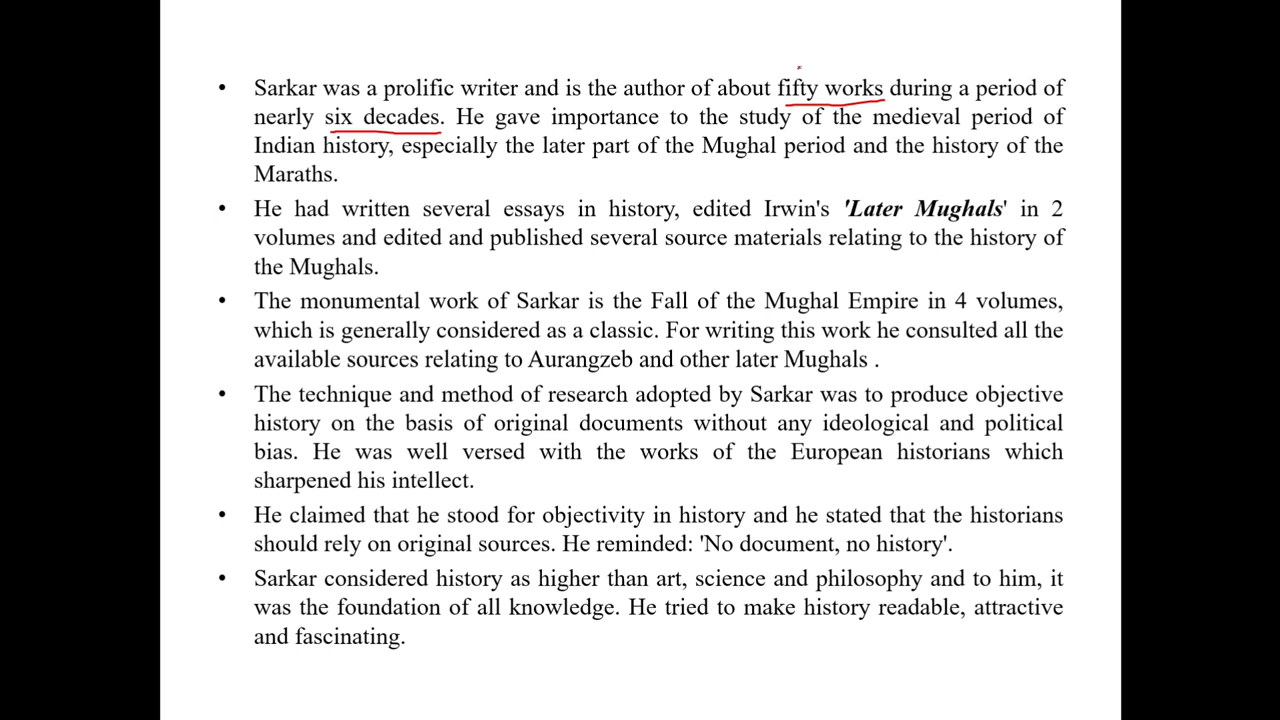 • Sarkar was a prolific writer and is the author of about fifty works during a period of
nearly six decades. He gave importance to the study of the medieval period of
Indian history, especially the later part of the Mughal period and the history of the
Maraths.
• He had written several essays in history, edited Irwin's 'Later Mughals' in 2
volumes and edited and published several source materials relating to the history of
the Mughals.
• The monumental work of Sarkar is the Fall of the Mughal Empire in 4 volumes,
which is generally considered as a classic. For writing this work he consulted all the
available sources relating to Aurangzeb and other later Mughals .
• The technique and method of research adopted by Sarkar was to produce objective
history on the basis of original documents without any ideological and political
bias. He was well versed with the works of the European historians which
sharpened his intellect.
• He claimed that he stood for objectivity in history and he stated that the historians
should rely on original sources. He reminded: 'No document, no history'.
• Sarkar considered history as higher than art, science and philosophy and to him, it
was the foundation of all knowledge. He tried to make history readable, attractive
and fascinating.